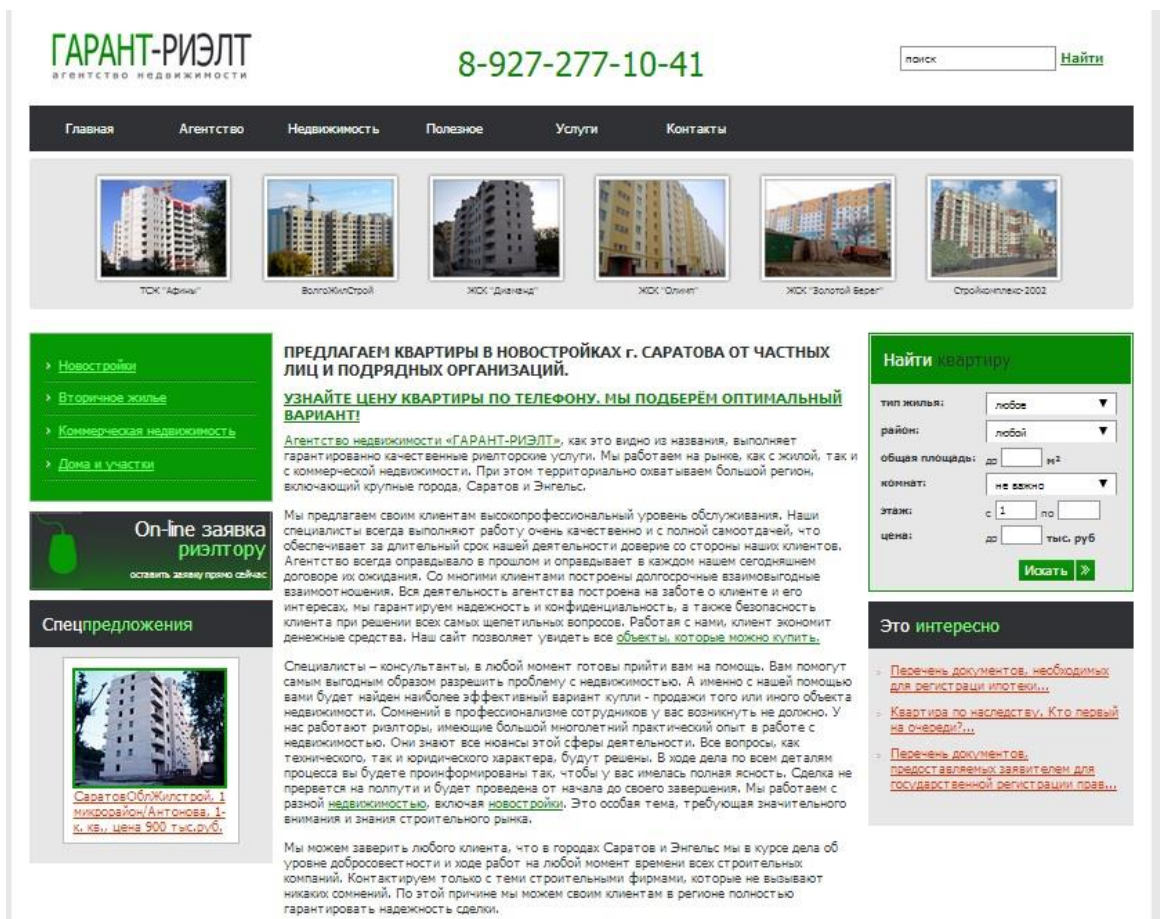 ГАРАНТ-РИЭЛТ
агентство недвижимости
8-927-277-10-41
поиск
Найти
Главная
Агентство
Недвижимость
Полезное
Услуги
Контакты
ТСЖ "Афины"
ВолгоЖилСтрой
ЖСК "Диаманд"
ЖСК "Олимп"
ЖСК "Золотой Берег"
Стройкомплекс-2002
Новостройки
Вторичное жилье
Коммерческая недвижимость
Дома и участки
On-line заявка
риэлтору
оставить заявку прямо сейчас
Спецпредложения
СаратовОблЖилстрой, 1
микрорайон/Антонова, 1-
к. кв., цена 900 тыс.руб.
ПРЕДЛАГАЕМ КВАРТИРЫ В НОВОСТРОЙКАХ г. САРАТОВА ОТ ЧАСТНЫХ
ЛИЦ И ПОДРЯДНЫХ ОРГАНИЗАЦИЙ.
УЗНАЙТЕ ЦЕНУ КВАРТИРЫ ПО ТЕЛЕФОНУ. МЫ ПОДБЕРЁМ ОПТИМАЛЬНЫЙ
ВАРИАНТ!
Агентство недвижимости «ГАРАНТ-РИЭЛТ», как это видно из названия, выполняет
гарантированно качественные риелторские услуги. Мы работаем на рынке, как с жилой, так и
с коммерческой недвижимости. При этом территориально охватываем большой регион,
включающий крупные города, Саратов и Энгельс.
Мы предлагаем своим клиентам высокопрофессиональный уровень обслуживания. Наши
специалисты всегда выполняют работу очень качественно и с полной самоотдачей, что
обеспечивает за длительный срок нашей деятельности доверие со стороны наших клиентов.
Агентство всегда оправдывало в прошлом и оправдывает в каждом нашем сегодняшнем
договоре их ожидания. Со многими клиентами построены долгосрочные взаимовыгодные
взаимоотношения. Вся деятельность агентства построена на заботе о клиенте и его
интересах, мы гарантируем надежность и конфиденциальность, а также безопасность
клиента при решении всех самых щепетильных вопросов. Работая с нами, клиент экономит
денежные средства. Наш сайт позволяет увидеть все объекты, которые можно купить.
Специалисты – консультанты, в любой момент готовы прийти вам на помощь. Вам помогут
самым выгодным образом разрешить проблему с недвижимостью. А именно с нашей помощью
вами будет найден наиболее эффективный вариант купли - продажи того или иного объекта
недвижимости. Сомнений в профессионализме сотрудников у вас возникнуть не должно. У
нас работают риэлторы, имеющие большой многолетний практический опыт в работе с
недвижимостью. Они знают все нюансы этой сферы деятельности. Все вопросы, как
технического, так и юридического характера, будут решены. В ходе дела по всем деталям
процесса вы будете проинформированы так, чтобы у вас имелась полная ясность. Сделка не
прервется на полпути и будет проведена от начала до своего завершения. Мы работаем с
разной недвижимостью, включая новостройки. Это особая тема, требующая значительного
внимания и знания строительного рынка.
Мы можем заверить любого клиента, что в городах Саратов и Энгельс мы в курсе дела об
уровне добросовестности и ходе работ на любой момент времени всех строительных
компаний. Контактируем только с теми строительными фирмами, которые не вызывают
никаких сомнений. По этой причине мы можем своим клиентам в регионе полностью
гарантировать надежность сделки.
Найти квартиру
тип жилья: любое
район: любой
общая площадь: до м²
комнат: не важно
этаж: с 1 по
цена: до тыс. руб
Искать »
Это интересно
Перечень документов, необходимых
для регистраци ипотеки...
Квартира по наследству. Кто первый
на очереди?...
Перечень документов,
предоставляемых заявителем для
государственной регистрации прав...